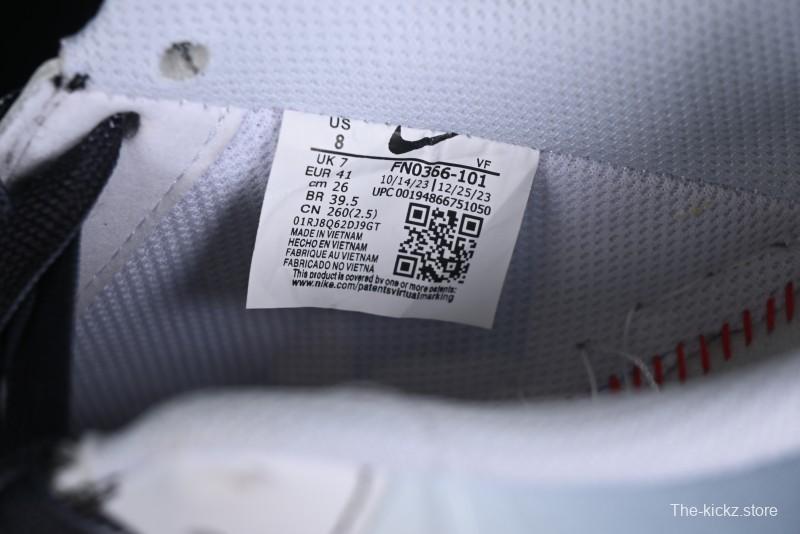 US
8
VF
UK 7
EUR 41
cm 26
BR 39.5
CN 260(2.5)
FN0366-101
10/14/23 | 12/25/23
UPC 00194866751050
01RJ8Q62DJ9GT
MADE IN VIETNAM
HECHO EN VIETNAM
FABRIQUE AU VIETNAM
FABRICADO NO VIETNA
This product is covered by one or more patents:
www.nike.com/patentsvirtualmarking
The-kickz.store